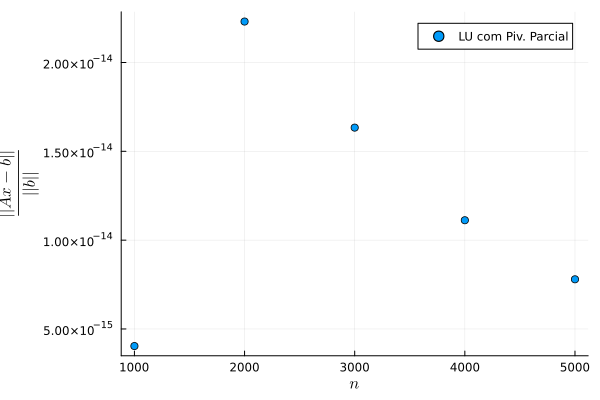 LU com Piv. Parcial
2.00×10⁻¹⁴
1.50×10⁻¹⁴
1.00×10⁻¹⁴
5.00×10⁻¹⁵
||Ax − b||
||b||
1000 2000 3000 4000 5000
n